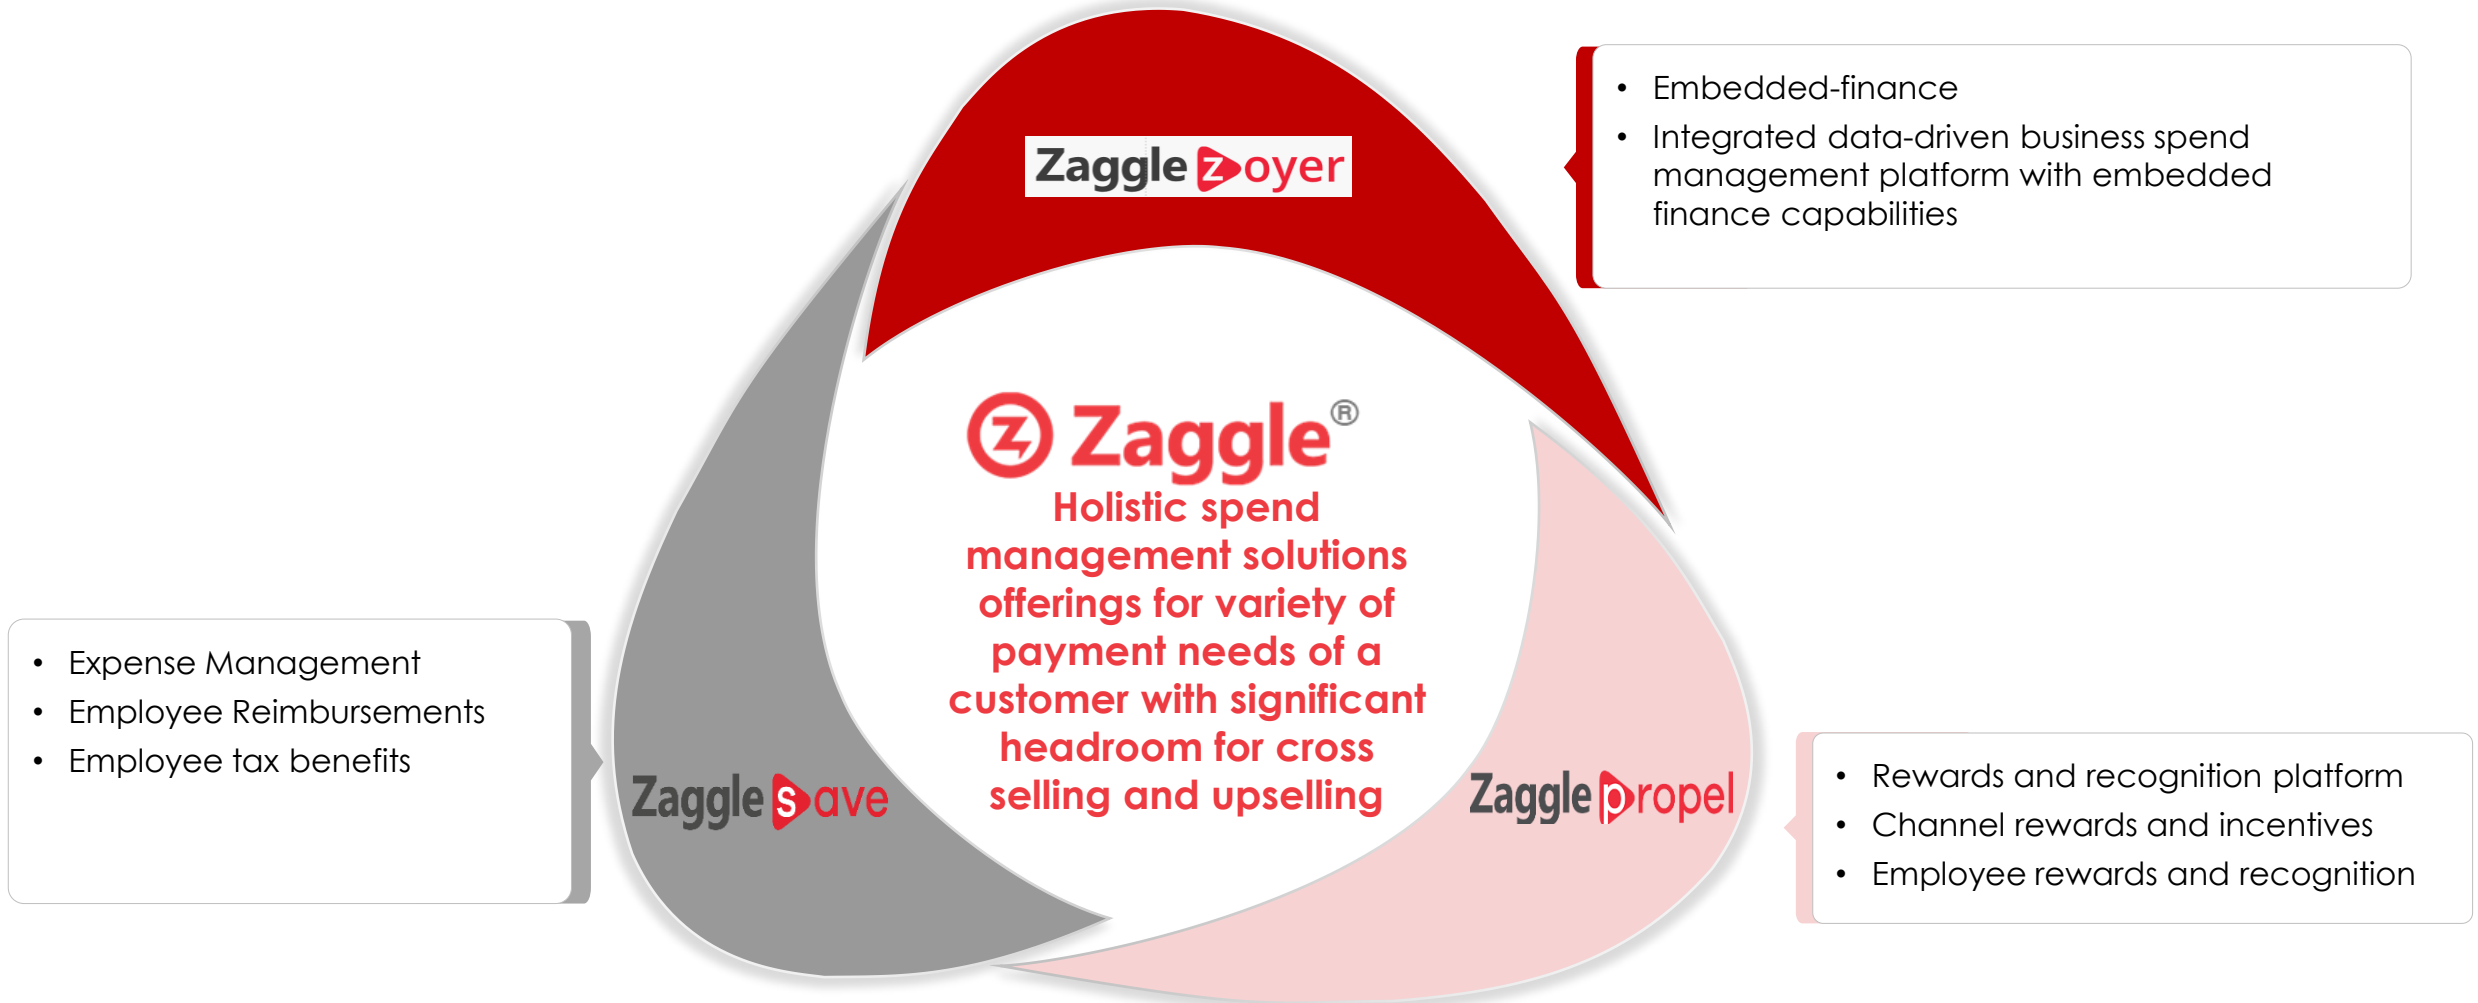 Zaggle zoyer
• Embedded-finance
• Integrated data-driven business spend
management platform with embedded
finance capabilities
Zaggle®
Holistic spend
management solutions
offerings for variety of
payment needs of a
customer with significant
headroom for cross
selling and upselling
• Expense Management
• Employee Reimbursements
• Employee tax benefits
Zaggle save
Zaggle propel
• Rewards and recognition platform
• Channel rewards and incentives
• Employee rewards and recognition